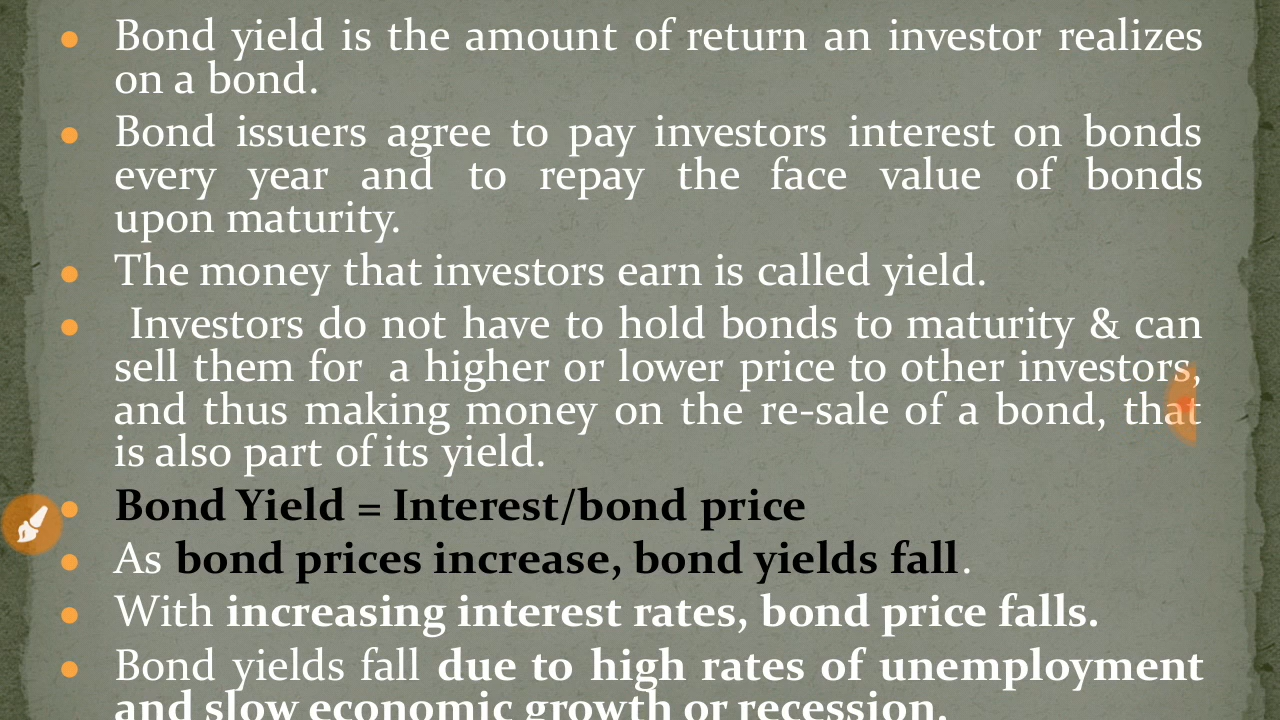 Bond yield is the amount of return an investor realizes
on a bond.
Bond issuers agree to pay investors interest on bonds
every year and to repay the face value of bonds
upon maturity.
The money that investors earn is called yield.
Investors do not have to hold bonds to maturity & can
sell them for a higher or lower price to other investors,
and thus making money on the re-sale of a bond, that
is also part of its yield.
Bond Yield = Interest/bond price
As bond prices increase, bond yields fall.
With increasing interest rates, bond price falls.
Bond yields fall due to high rates of unemployment
and slow economic growth or recession.